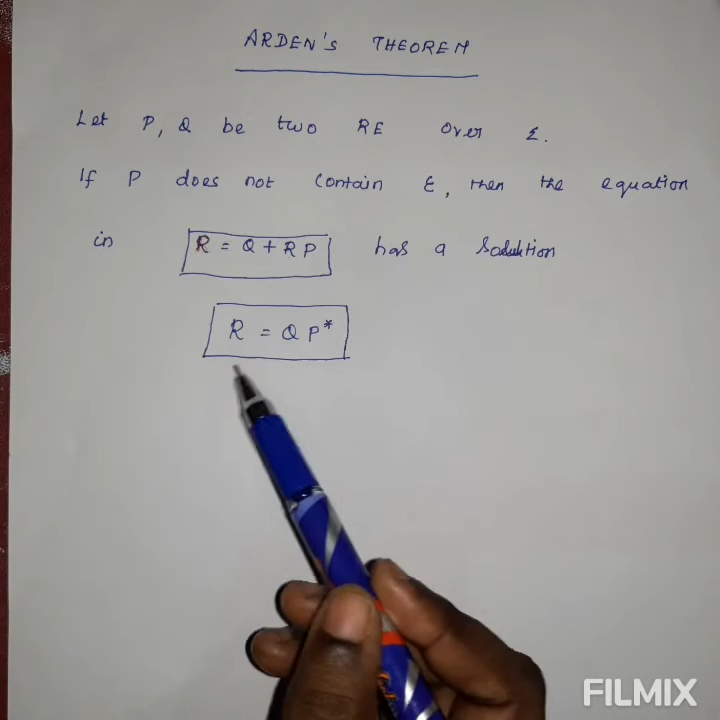 ARDEN's THEOREM
Let P, Q be two RE over Σ.
If P does not contain ε, then the equation
in R = Q + RP has a solution
R = QP*
FILMIX